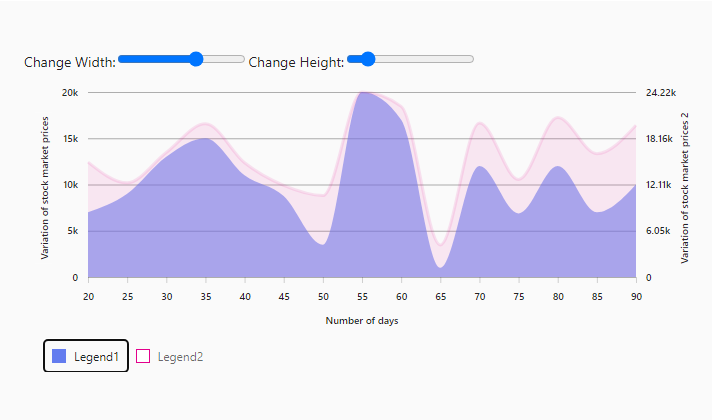 Change Width: Change Height:
20k
15k
10k
5k
0
Variation of stock market prices
24.22k
18.16k
12.11k
6.05k
0
Variation of stock market prices 2
20 25 30 35 40 45 50 55 60 65 70 75 80 85 90
Number of days
Legend1 Legend2